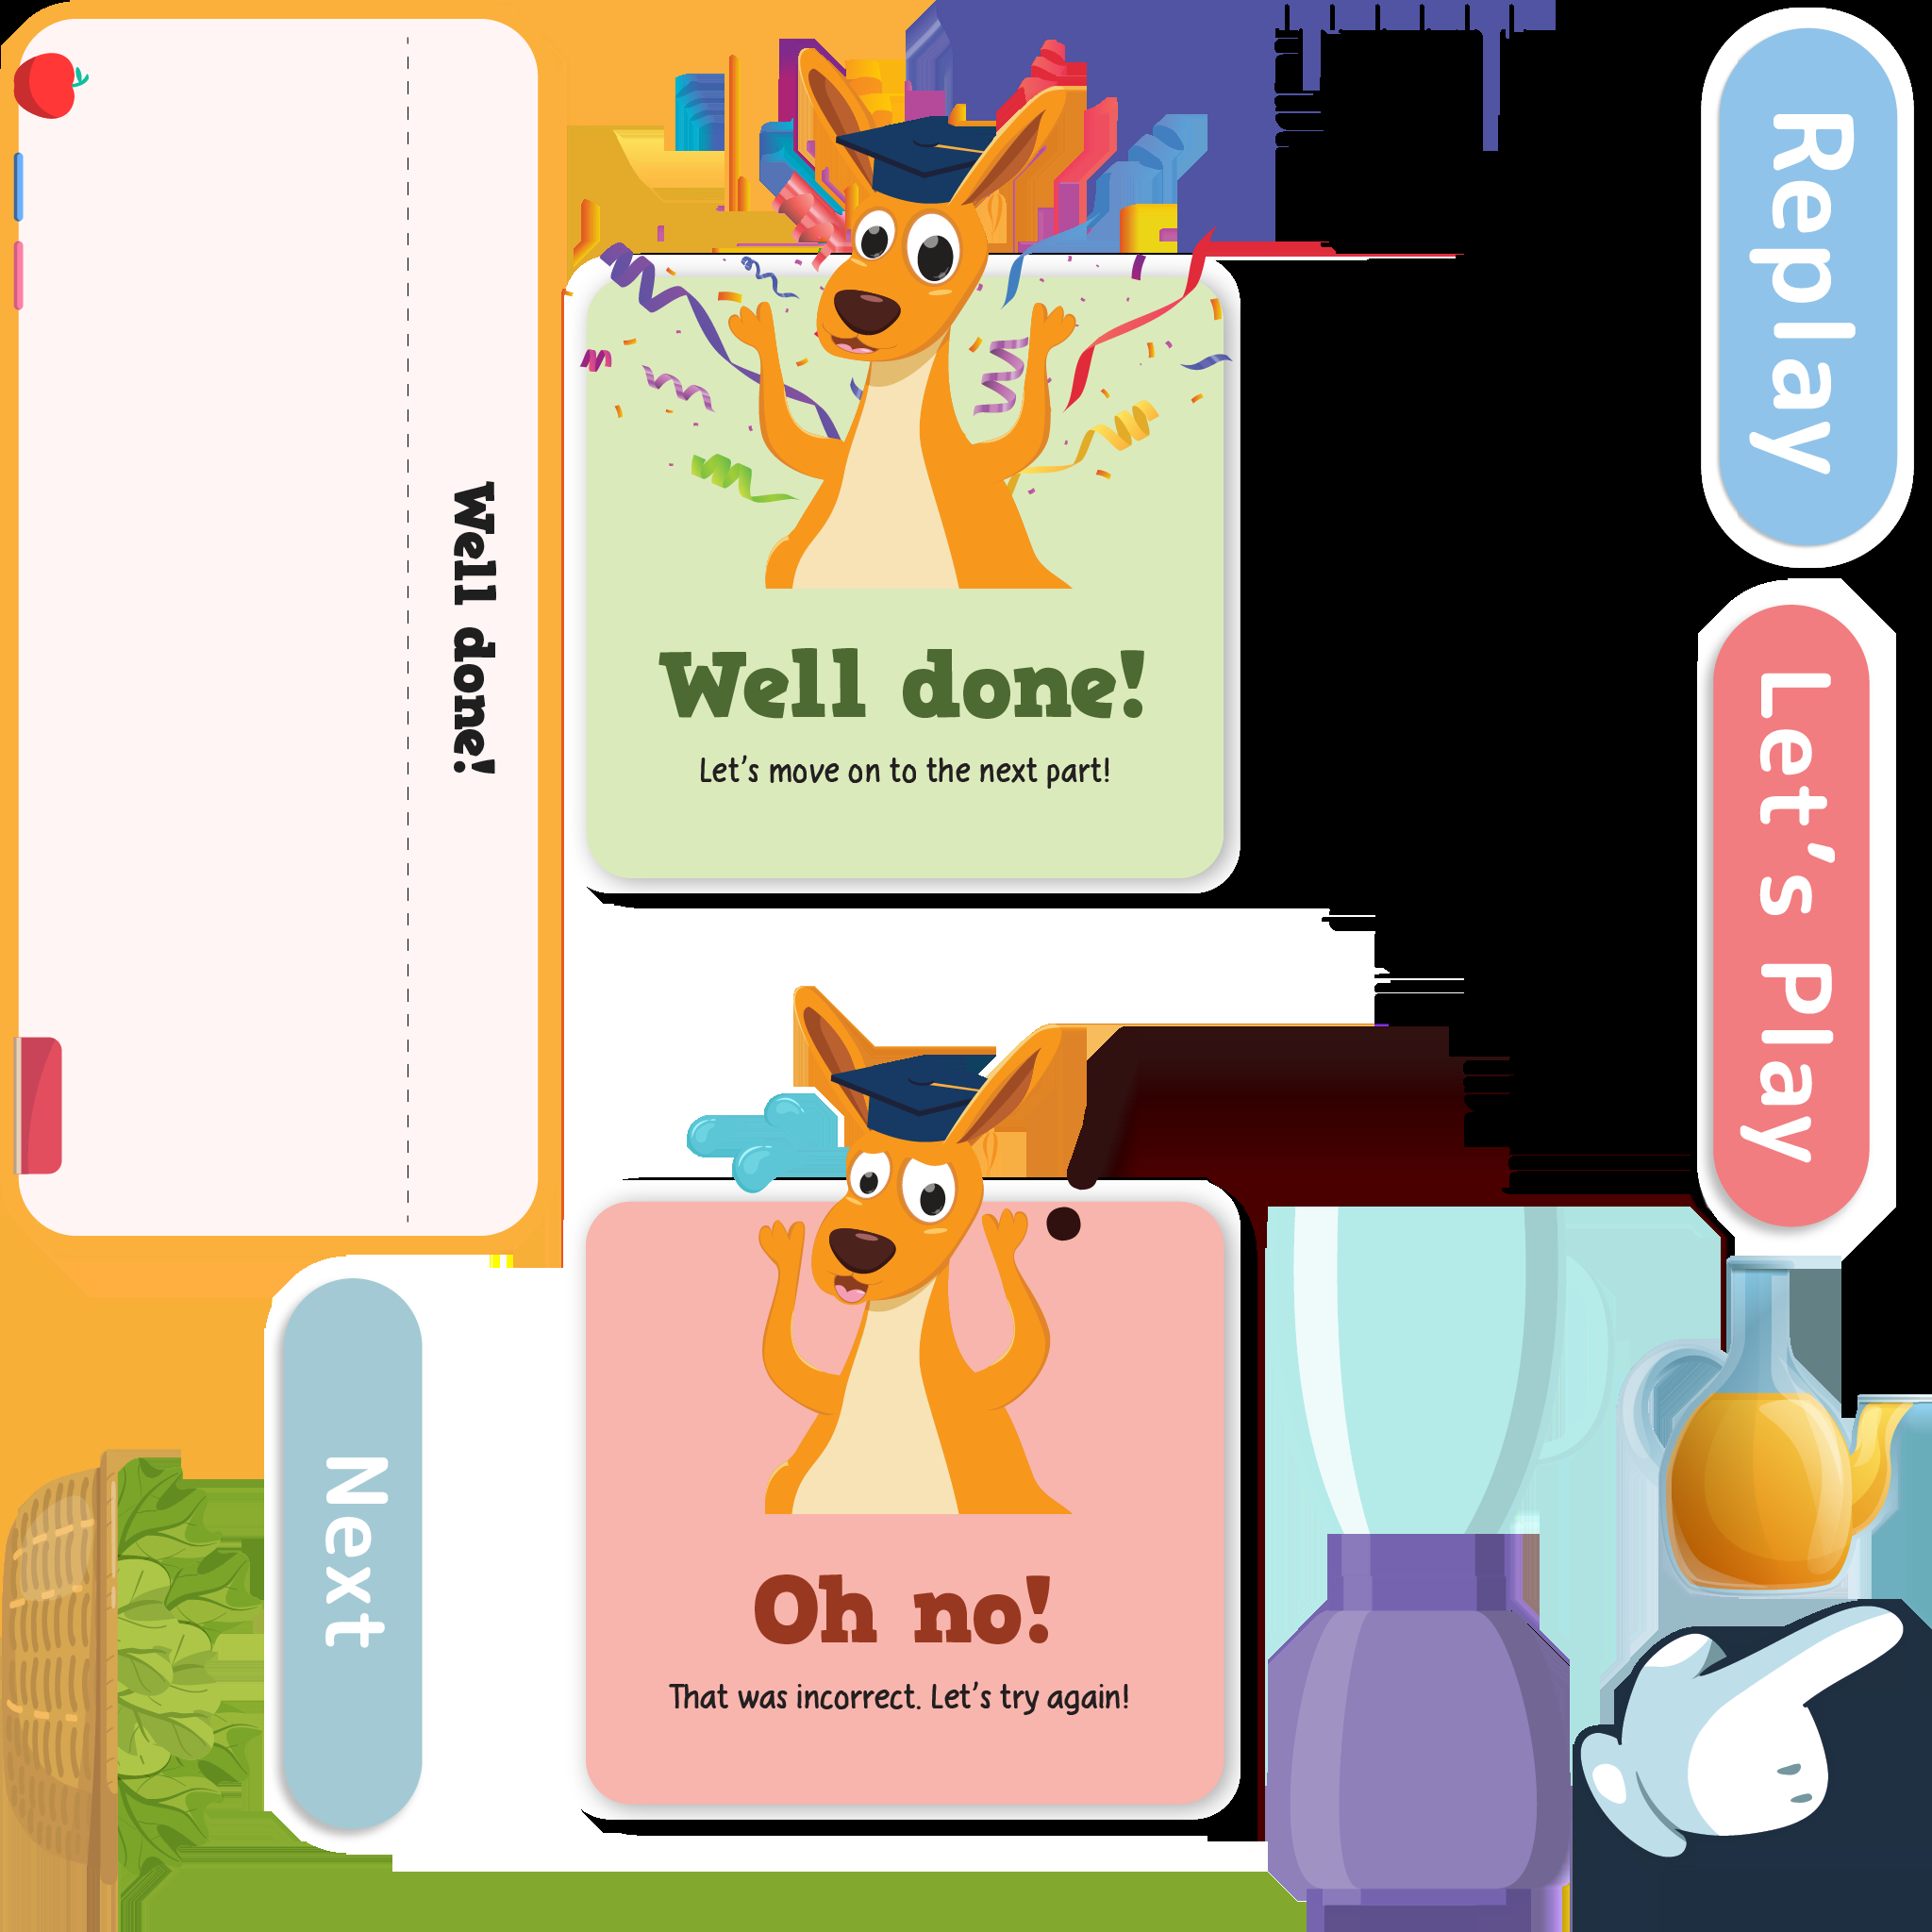 Well done!
Well done!
Let's move on to the next part!
Replay
Let's Play
Next
Oh no!
That was incorrect. Let's try again!